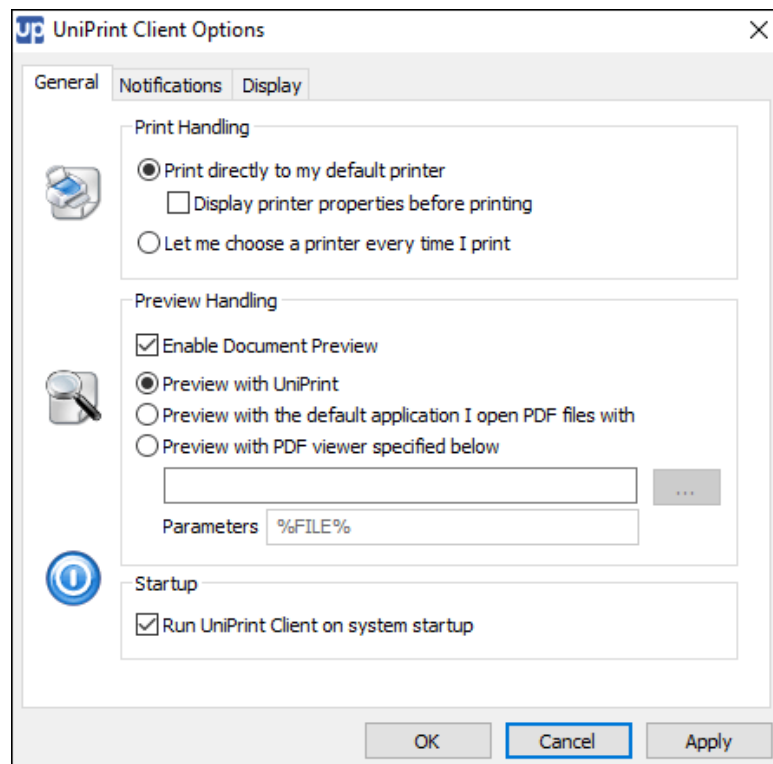 up UniPrint Client Options
General Notifications Display
Print Handling
Print directly to my default printer
Display printer properties before printing
Let me choose a printer every time I print
Preview Handling
Enable Document Preview
Preview with UniPrint
Preview with the default application I open PDF files with
Preview with PDF viewer specified below
...
Parameters %FILE%
Startup
Run UniPrint Client on system startup
OK Cancel Apply